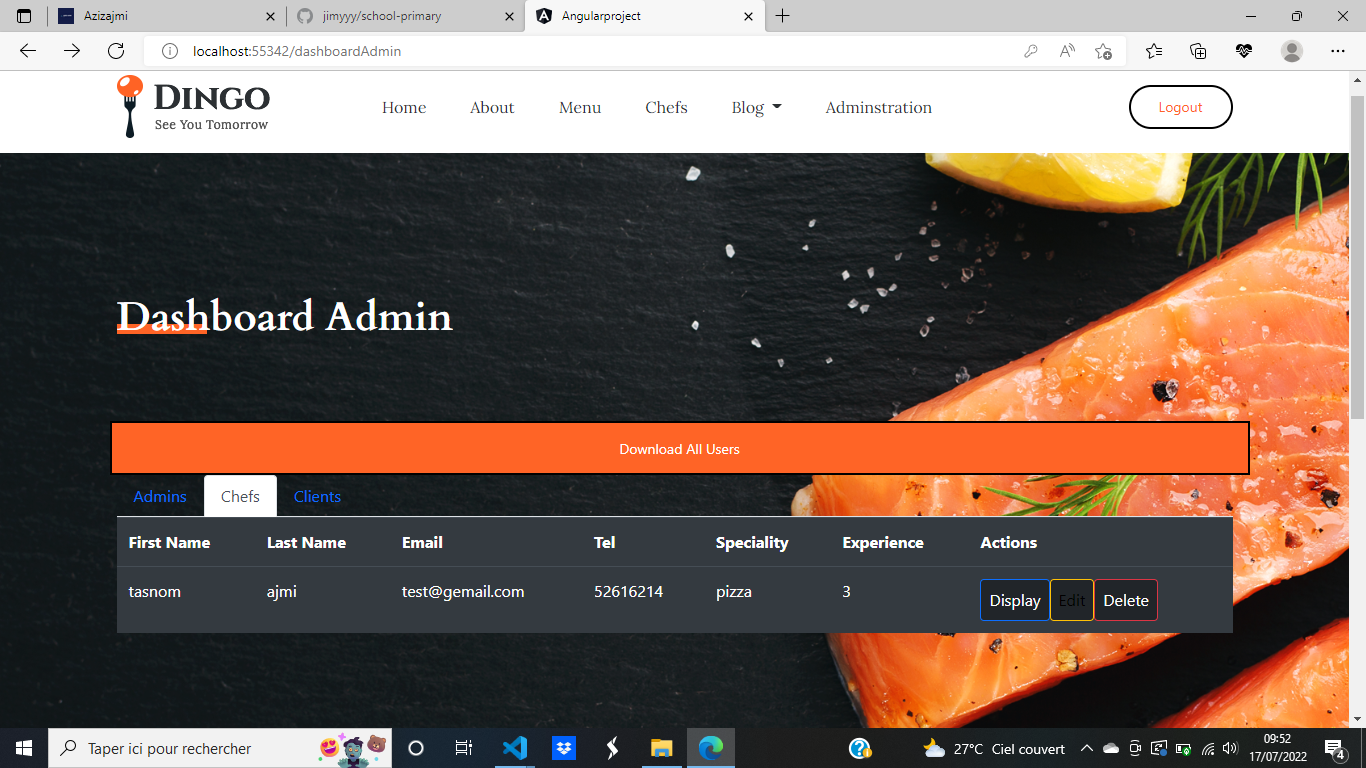 Azizajmi
jimyyy/school-primary
Angularproject
localhost:55342/dashboardAdmin
DINGO
See You Tomorrow
Home About Menu Chefs Blog Adminstration Logout
Dashboard Admin
Download All Users
Admins Chefs Clients
First Name Last Name Email Tel Speciality Experience Actions
tasnom ajmi test@gemail.com 52616214 pizza 3 Display Edit Delete
Taper ici pour rechercher
27°C Ciel couvert
09:52
17/07/2022
4